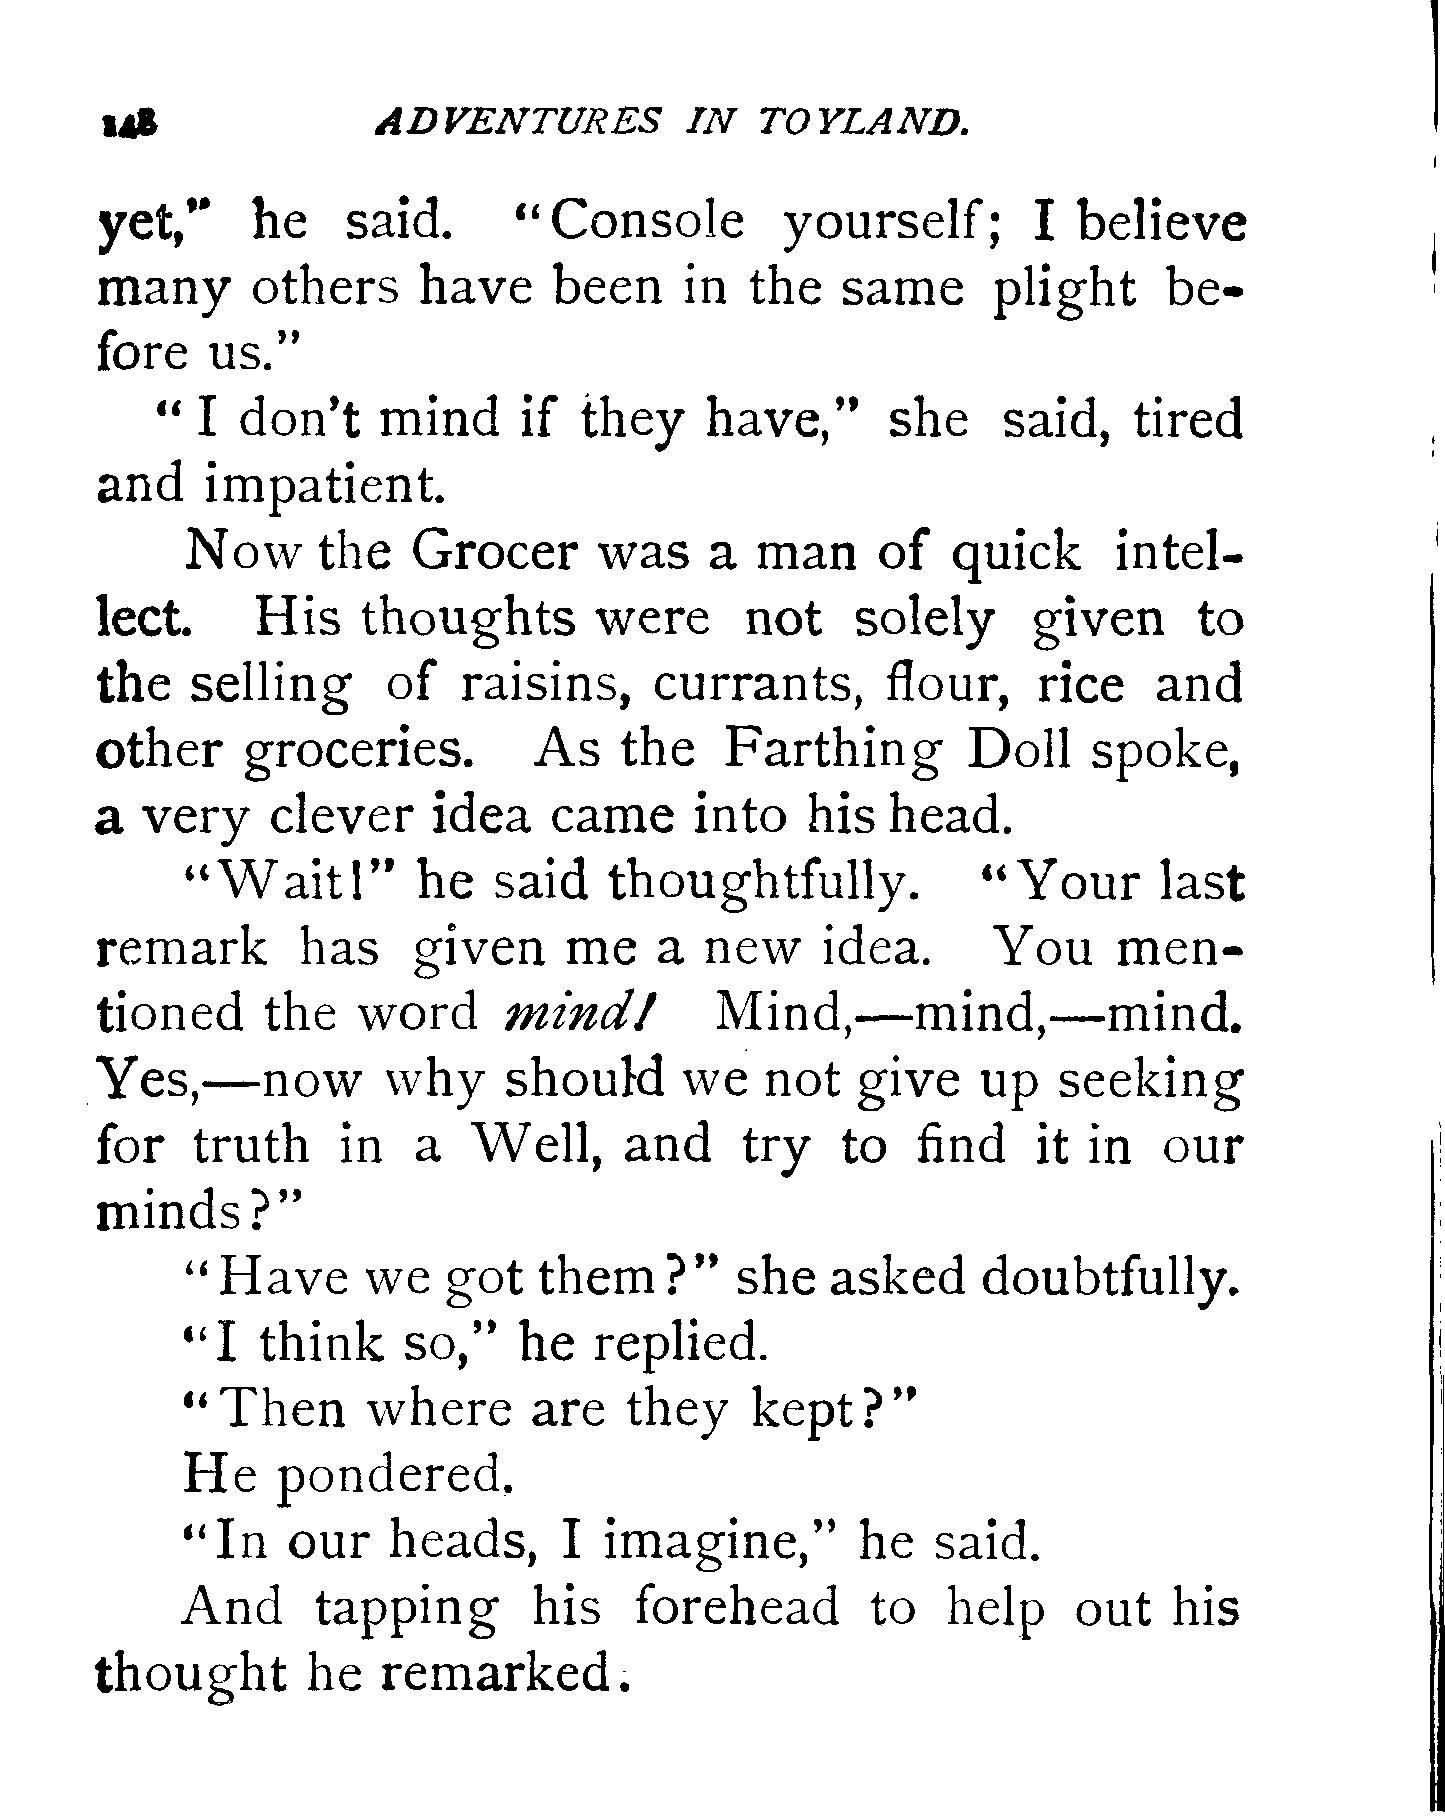 148 ADVENTURES IN TOYLAND.
yet," he said. "Console yourself; I believe
many others have been in the same plight be-
fore us."
"I don't mind if they have," she said, tired
and impatient.
Now the Grocer was a man of quick intel-
lect. His thoughts were not solely given to
the selling of raisins, currants, flour, rice and
other groceries. As the Farthing Doll spoke,
a very clever idea came into his head.
"Wait!" he said thoughtfully. "Your last
remark has given me a new idea. You men-
tioned the word mind! Mind,—mind,—mind.
Yes,—now why should we not give up seeking
for truth in a Well, and try to find it in our
minds?"
"Have we got them?" she asked doubtfully.
"I think so," he replied.
"Then where are they kept?"
He pondered.
"In our heads, I imagine," he said.
And tapping his forehead to help out his
thought he remarked: